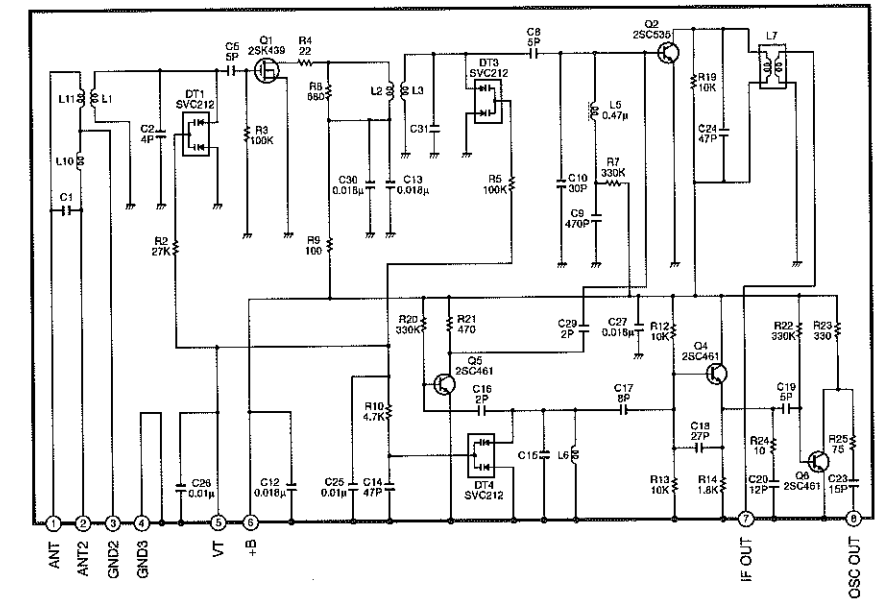 C8
5P
Q2
2SC535
Q1
2SK439
R4
22
C5
5P
L7
DT1
SVC212
DT3
SVC212
R6
680
R19
10K
L11
L1
L2
L3
C2
4P
R3
100K
C31
L5
0.47μ
C24
47P
L10
C30
0.018μ
C13
0.018μ
R5
100K
C10
30P
R7
330K
C1
C9
470P
R2
27K
R9
100
R20
330K
R21
470
C29
2P
C27
0.018μ
R12
10K
R22
330K
R23
330
Q5
2SC461
Q4
2SC461
C16
2P
C17
8P
C19
5P
R10
4.7K
C18
27P
R24
10
R25
75
C15
L6
C26
0.01μ
C12
0.018μ
C25
0.01μ
C14
47P
DT4
SVC212
R13
10K
R14
1.8K
C20
12P
Q6
2SC461
C23
15P
1
2
3
4
5
6
7
8
ANT
ANT2
GND2
GND3
VT
+B
IF OUT
OSC OUT